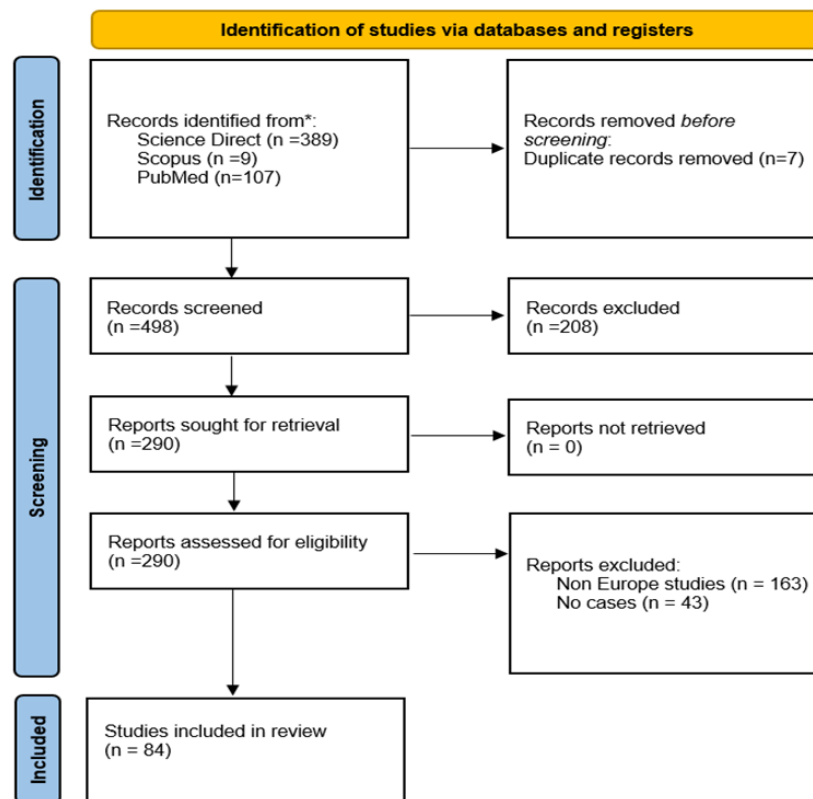 Identification of studies via databases and registers
Identification
Records identified from*:
Science Direct (n =389)
Scopus (n =9)
PubMed (n=107)
Records removed before
screening:
Duplicate records removed (n=7)
Screening
Records screened
(n =498)
Records excluded
(n =208)
Reports sought for retrieval
(n =290)
Reports not retrieved
(n = 0)
Reports assessed for eligibility
(n =290)
Reports excluded:
Non Europe studies (n = 163)
No cases (n = 43)
Included
Studies included in review
(n = 84)